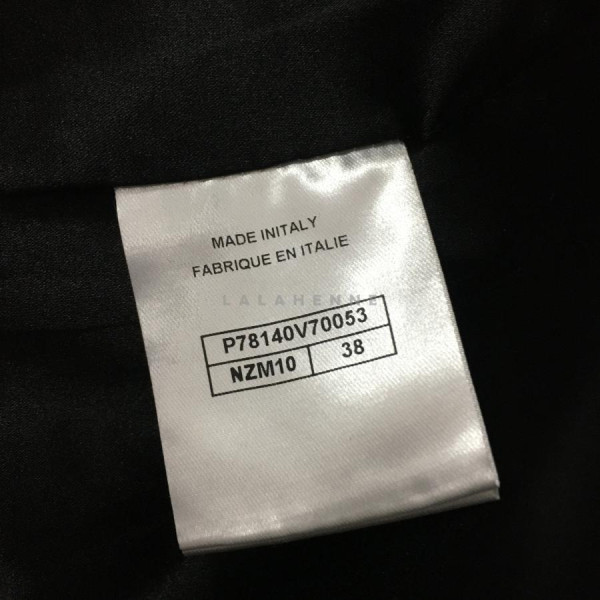 MADE INITALY
FABRIQUE EN ITALIE
LALAHENNE
P78140V70053
NZM10 38